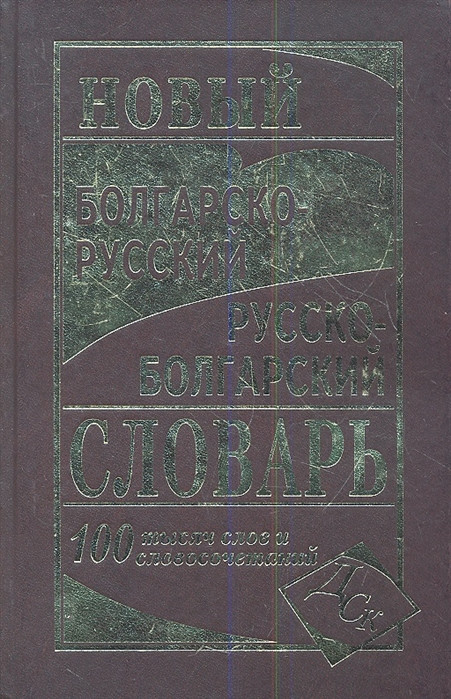 НОВЫЙ
БОЛГАРСКО-
РУССКИЙ
РУССКО-
БОЛГАРСКИЙ
СЛОВАРЬ
100 тысяч слов и
словосочетаний
ДСК